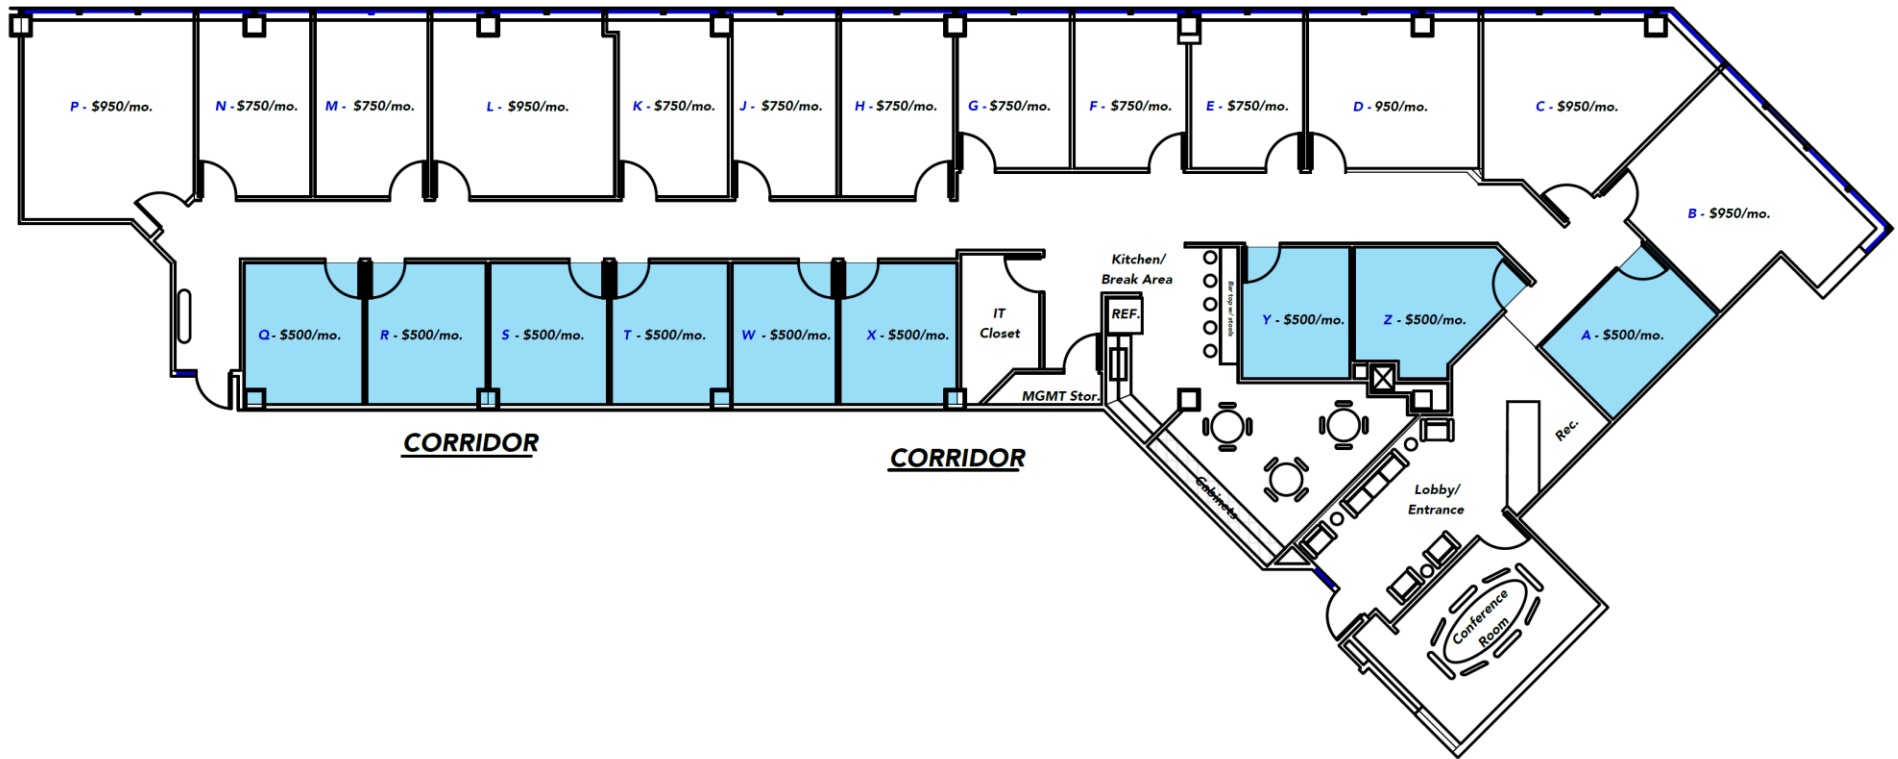 P - $950/mo.
N - $750/mo.
M - $750/mo.
L - $950/mo.
K - $750/mo.
J - $750/mo.
H - $750/mo.
G - $750/mo.
F - $750/mo.
E - $750/mo.
D - 950/mo.
C - $950/mo.
B - $950/mo.
Q - $500/mo.
R - $500/mo.
S - $500/mo.
T - $500/mo.
W - $500/mo.
X - $500/mo.
IT
Closet
Kitchen/
Break Area
REF.
MGMT Stor.
Bar top w/ stools
Y - $500/mo.
Z - $500/mo.
A - $500/mo.
CORRIDOR
CORRIDOR
Cabinets
Rec.
Lobby/
Entrance
Conference
Room